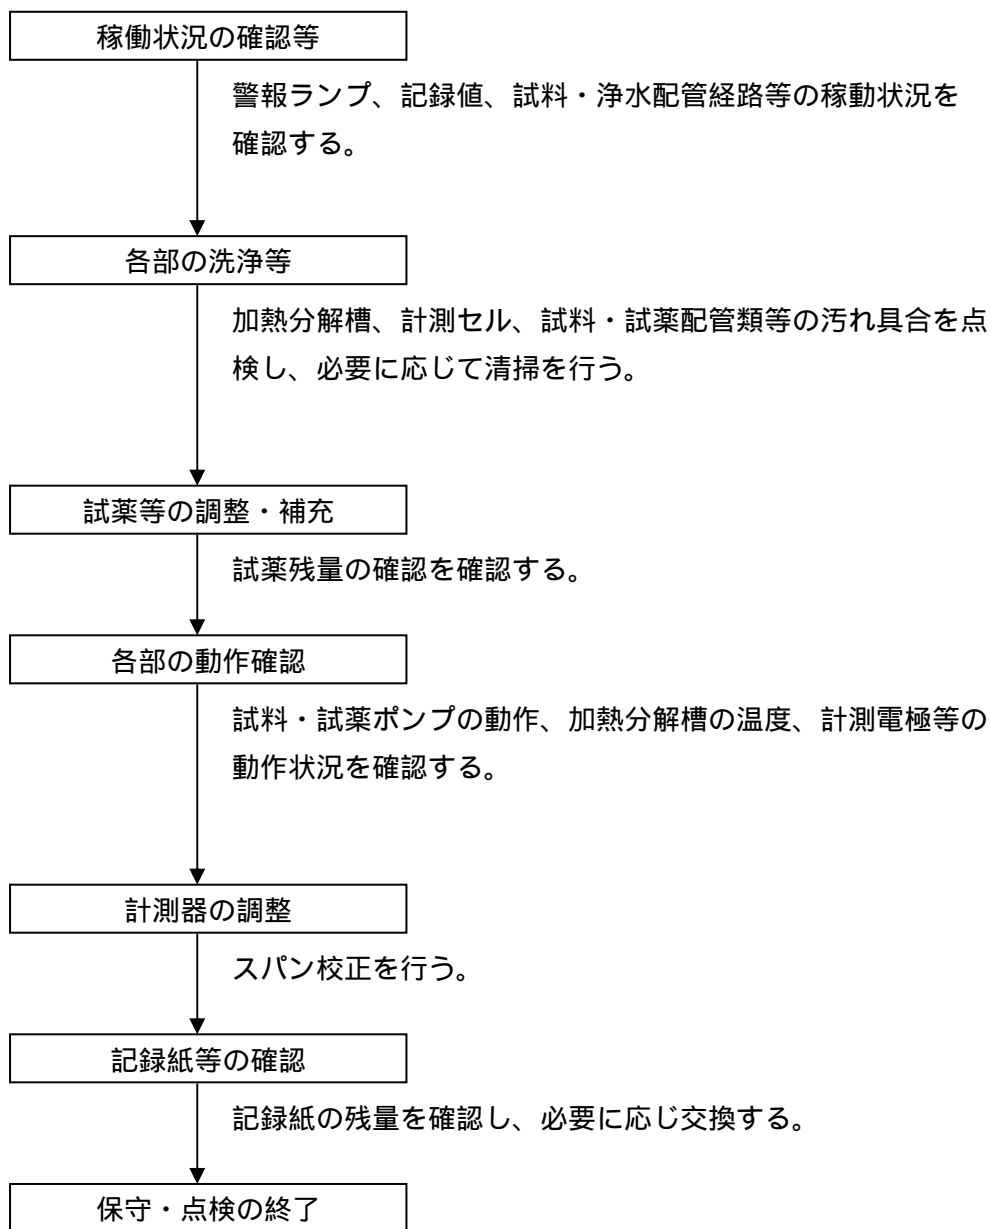 稼働状況の確認等
警報ランプ、記録値、試料・浄水配管経路等の稼動状況を
確認する。
各部の洗浄等
加熱分解槽、計測セル、試料・試薬配管類等の汚れ具合を点
検し、必要に応じて清掃を行う。
試薬等の調整・補充
試薬残量の確認を確認する。
各部の動作確認
試料・試薬ポンプの動作、加熱分解槽の温度、計測電極等の
動作状況を確認する。
計測器の調整
スパン校正を行う。
記録紙等の確認
記録紙の残量を確認し、必要に応じ交換する。
保守・点検の終了